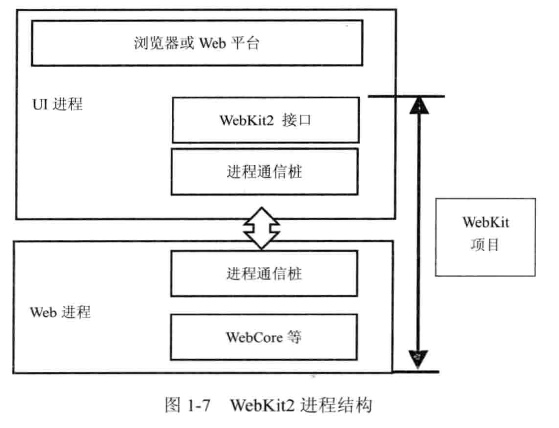 浏览器或 Web 平台
UI 进程
WebKit2 接口
进程通信桩
WebKit
项目
进程通信桩
Web 进程
WebCore 等
图 1-7 WebKit2 进程结构